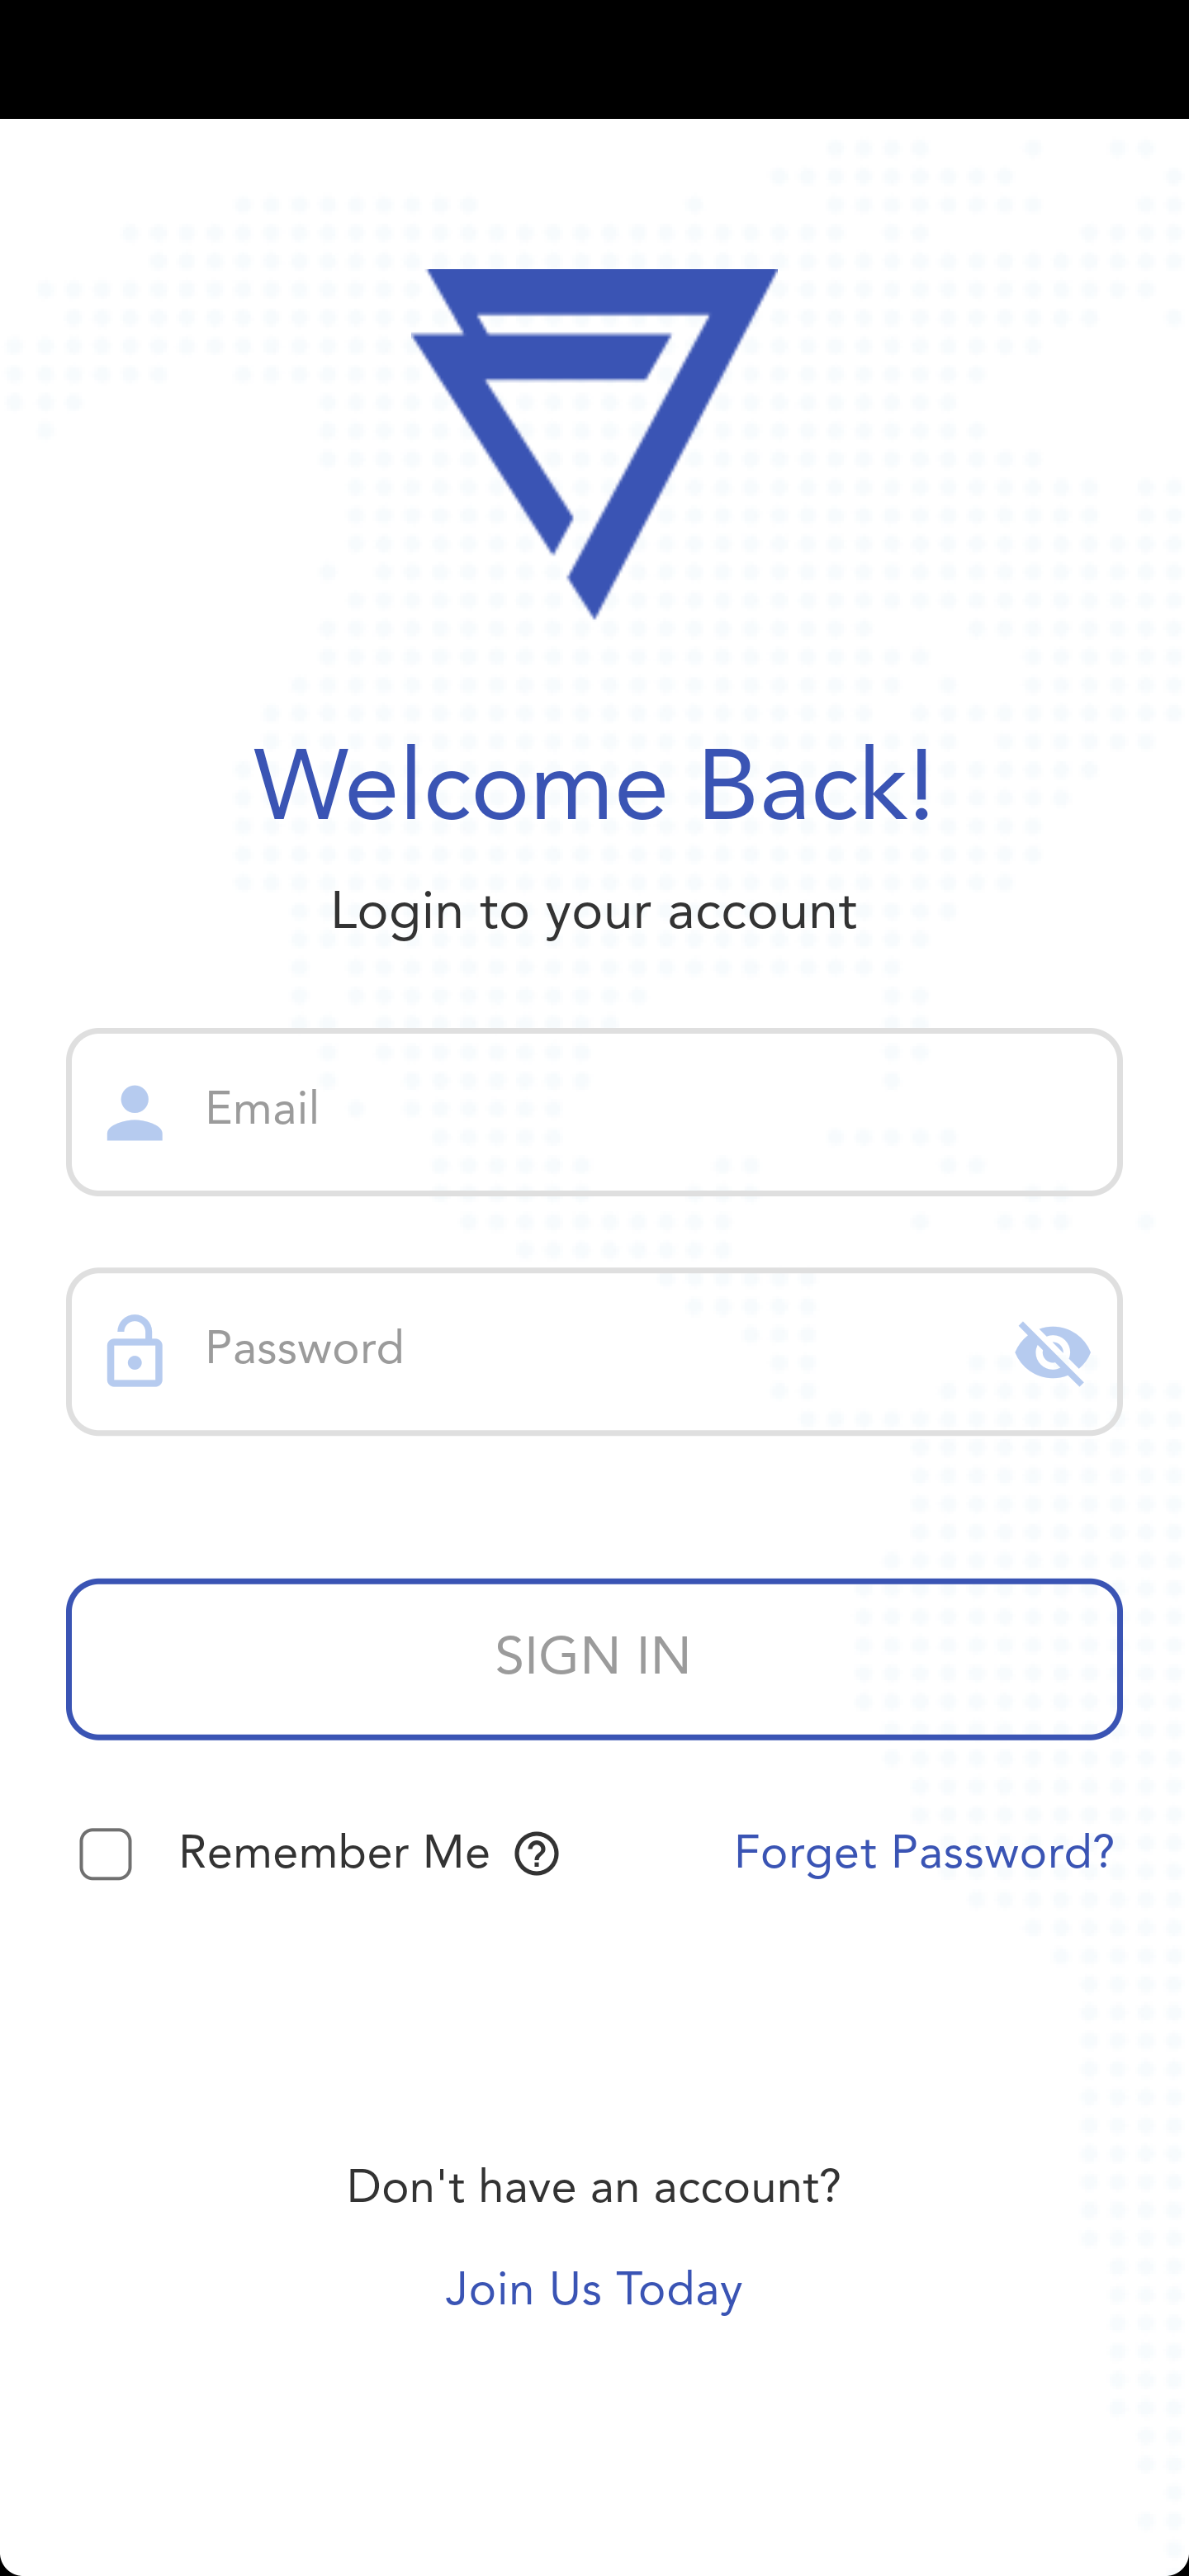 Welcome Back!
Login to your account
Email
Password
SIGN IN
Remember Me
Forget Password?
Don't have an account?
Join Us Today